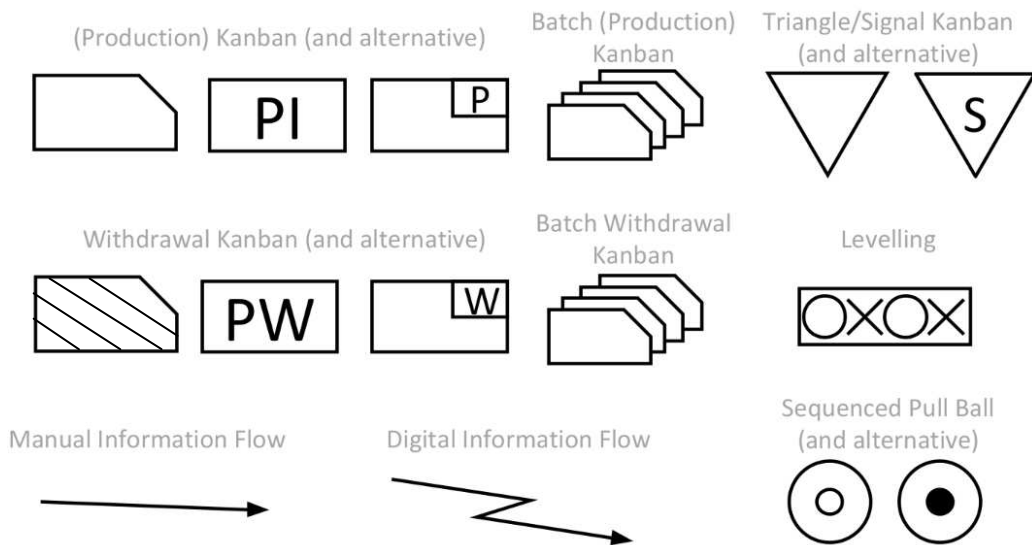 (Production) Kanban (and alternative)
Batch (Production)
Kanban
Triangle/Signal Kanban
(and alternative)
PI
P
S
Withdrawal Kanban (and alternative)
Batch Withdrawal
Kanban
Levelling
PW
W
OXOX
Manual Information Flow
Digital Information Flow
Sequenced Pull Ball
(and alternative)